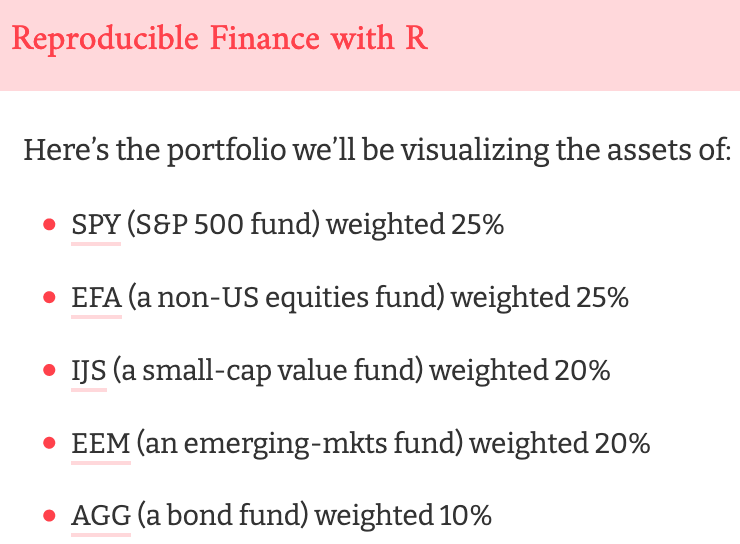 Reproducible Finance with R
Here’s the portfolio we’ll be visualizing the assets of:
SPY (S&P 500 fund) weighted 25%
EFA (a non-US equities fund) weighted 25%
IJS (a small-cap value fund) weighted 20%
EEM (an emerging-mkts fund) weighted 20%
AGG (a bond fund) weighted 10%